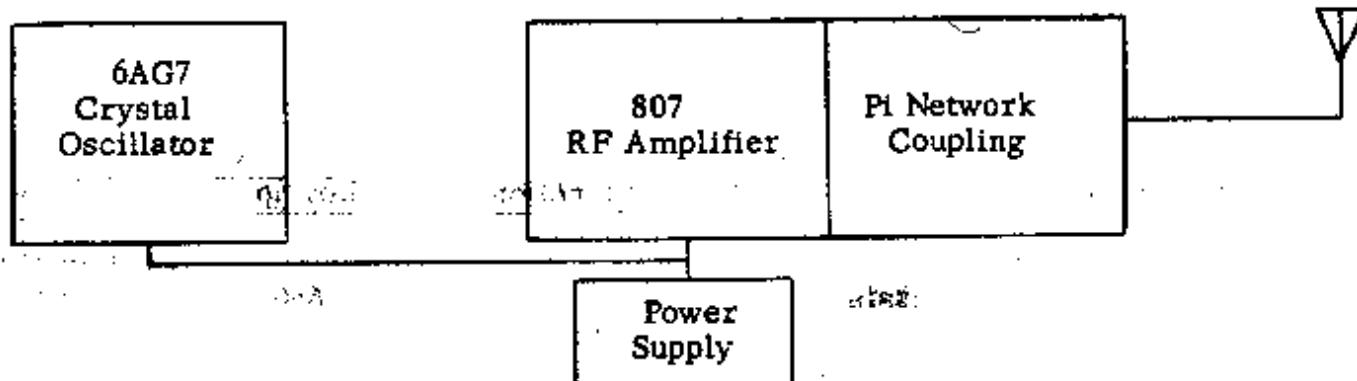 6AG7
Crystal
Oscillator
807
RF Amplifier
Pi Network
Coupling
Power
Supply